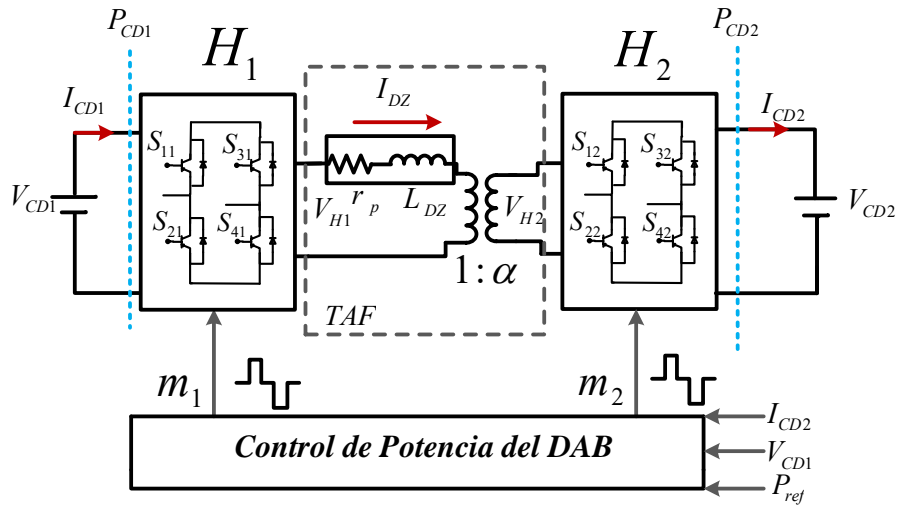 P_CD1
P_CD2
H_1
H_2
I_CD1
I_DZ
I_CD2
S_11
S_31
S_12
S_32
V_CD1
V_H1
r_p
L_DZ
V_H2
V_CD2
S_21
S_41
S_22
S_42
1:α
TAF
m_1
m_2
I_CD2
Control de Potencia del DAB
V_CD1
P_ref